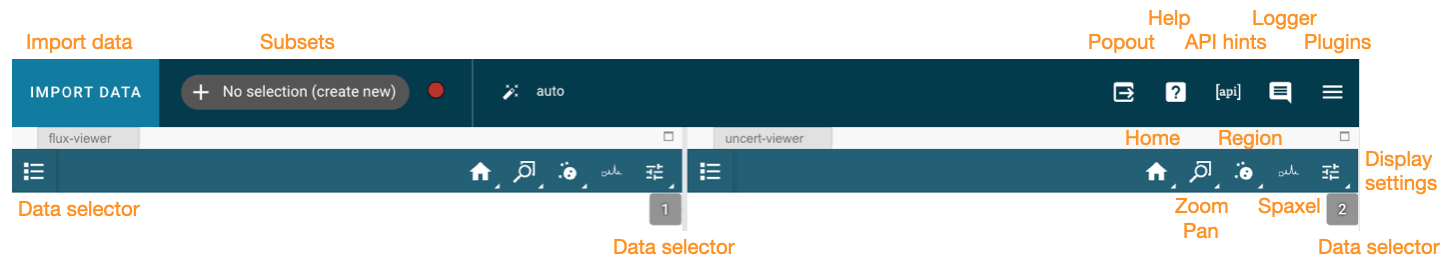 Help Logger
Import data Subsets Popout API hints Plugins
IMPORT DATA + No selection (create new) auto ? [api]
flux-viewer uncert-viewer
Home Region
Display
settings
Data selector 1 Zoom Spaxel 2
Pan
Data selector Data selector